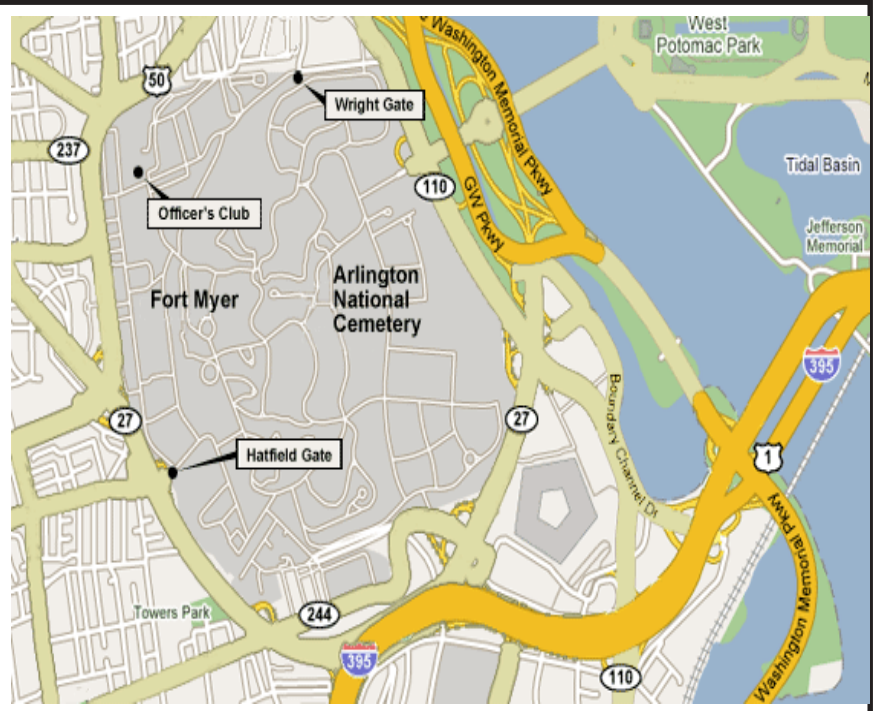 West
Potomac Park
Washington Memorial Pkwy
50
Wright Gate
237
Tidal Basin
110
Officer's Club
GW Pkwy
Jefferson
Memorial
Arlington
National
Cemetery
Fort Myer
395
Boundary Channel Dr
27
27
Hatfield Gate
1
Washington Memorial Pkwy
Towers Park
244
395
110